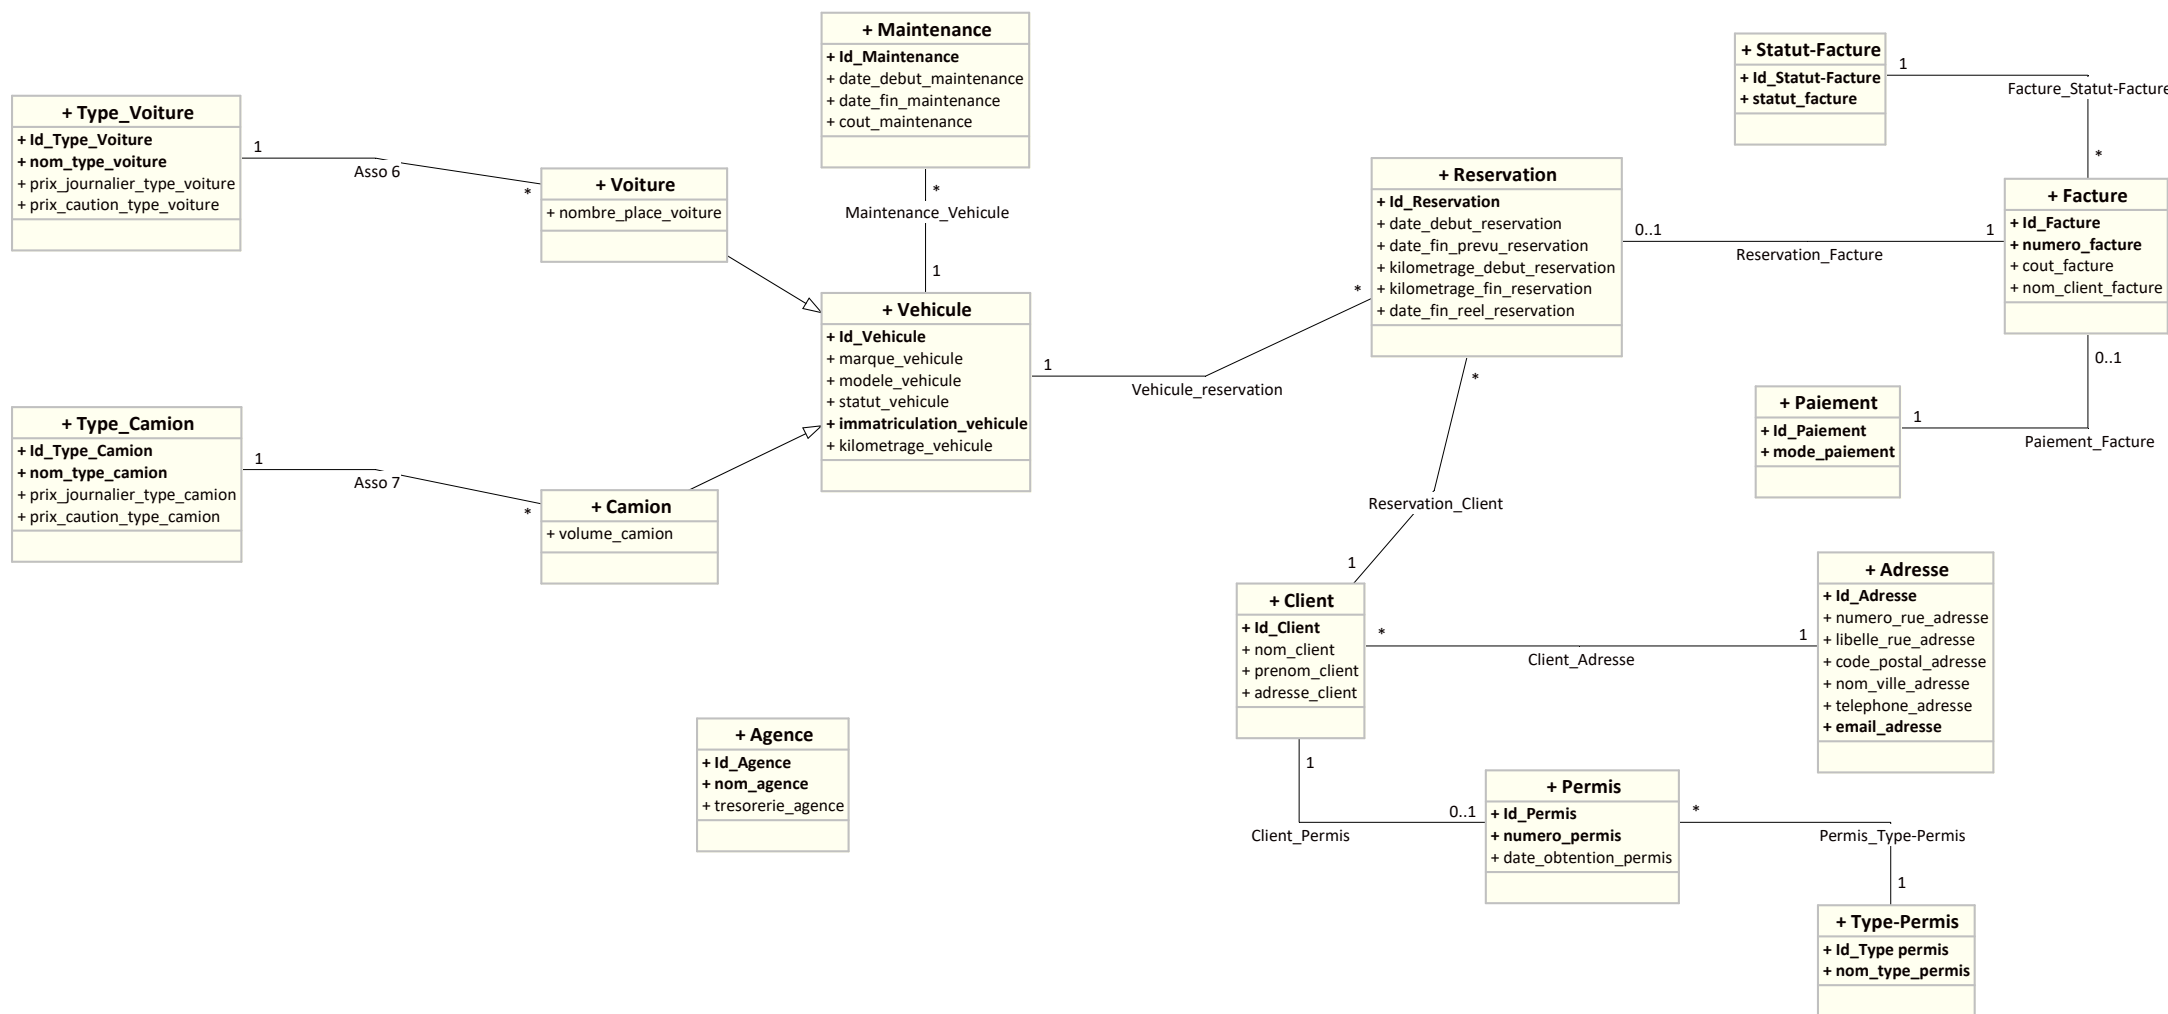 + Maintenance
+ Id_Maintenance
+ date_debut_maintenance
+ date_fin_maintenance
+ cout_maintenance
+ Statut-Facture
+ Id_Statut-Facture
+ statut_facture
1
Facture_Statut-Facture
*
+ Type_Voiture
+ Id_Type_Voiture
+ nom_type_voiture
+ prix_journalier_type_voiture
+ prix_caution_type_voiture
1
Asso 6
*
+ Voiture
+ nombre_place_voiture
*
Maintenance_Vehicule
1
+ Reservation
+ Id_Reservation
+ date_debut_reservation
+ date_fin_prevu_reservation
+ kilometrage_debut_reservation
+ kilometrage_fin_reservation
+ date_fin_reel_reservation
0..1
1
Reservation_Facture
+ Facture
+ Id_Facture
+ numero_facture
+ cout_facture
+ nom_client_facture
+ Vehicule
+ Id_Vehicule
+ marque_vehicule
+ modele_vehicule
+ statut_vehicule
+ immatriculation_vehicule
+ kilometrage_vehicule
1
Vehicule_reservation
*
0..1
+ Paiement
+ Id_Paiement
+ mode_paiement
1
Paiement_Facture
+ Type_Camion
+ Id_Type_Camion
+ nom_type_camion
+ prix_journalier_type_camion
+ prix_caution_type_camion
1
Asso 7
*
+ Camion
+ volume_camion
*
Reservation_Client
1
+ Client
+ Id_Client
+ nom_client
+ prenom_client
+ adresse_client
*
1
Client_Adresse
+ Adresse
+ Id_Adresse
+ numero_rue_adresse
+ libelle_rue_adresse
+ code_postal_adresse
+ nom_ville_adresse
+ telephone_adresse
+ email_adresse
+ Agence
+ Id_Agence
+ nom_agence
+ tresorerie_agence
1
0..1
Client_Permis
+ Permis
+ Id_Permis
+ numero_permis
+ date_obtention_permis
*
Permis_Type-Permis
1
+ Type-Permis
+ Id_Type permis
+ nom_type_permis